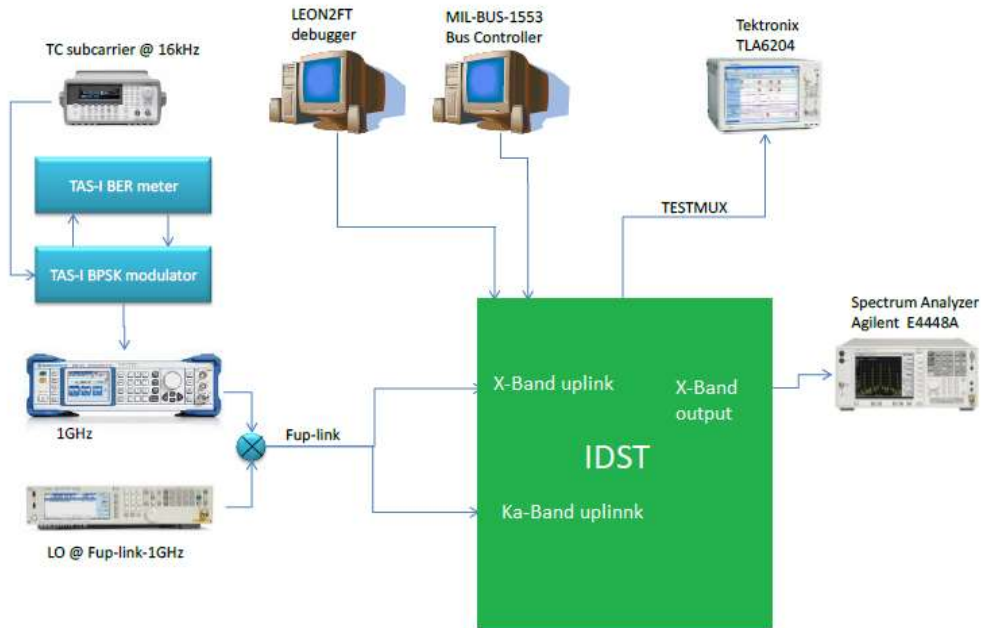 LEON2FT
debugger
MIL-BUS-1553
Bus Controller
Tektronix
TLA6204
TC subcarrier @ 16kHz
TAS-I BER meter
TESTMUX
TAS-I BPSK modulator
Spectrum Analyzer
Agilent E4448A
X-Band uplink
X-Band
output
1GHz
Fup-link
IDST
Ka-Band uplinnk
LO @ Fup-link-1GHz